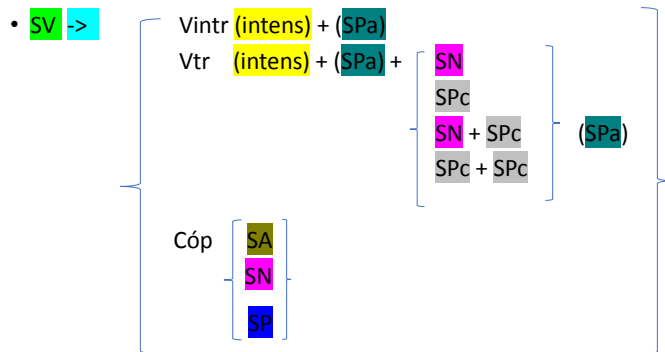 • SV -> Vintr (intens) + (SPa)
Vtr (intens) + (SPa) + SN
SPc
SN + SPc (SPa)
SPc + SPc
Cóp SA
SN
SP